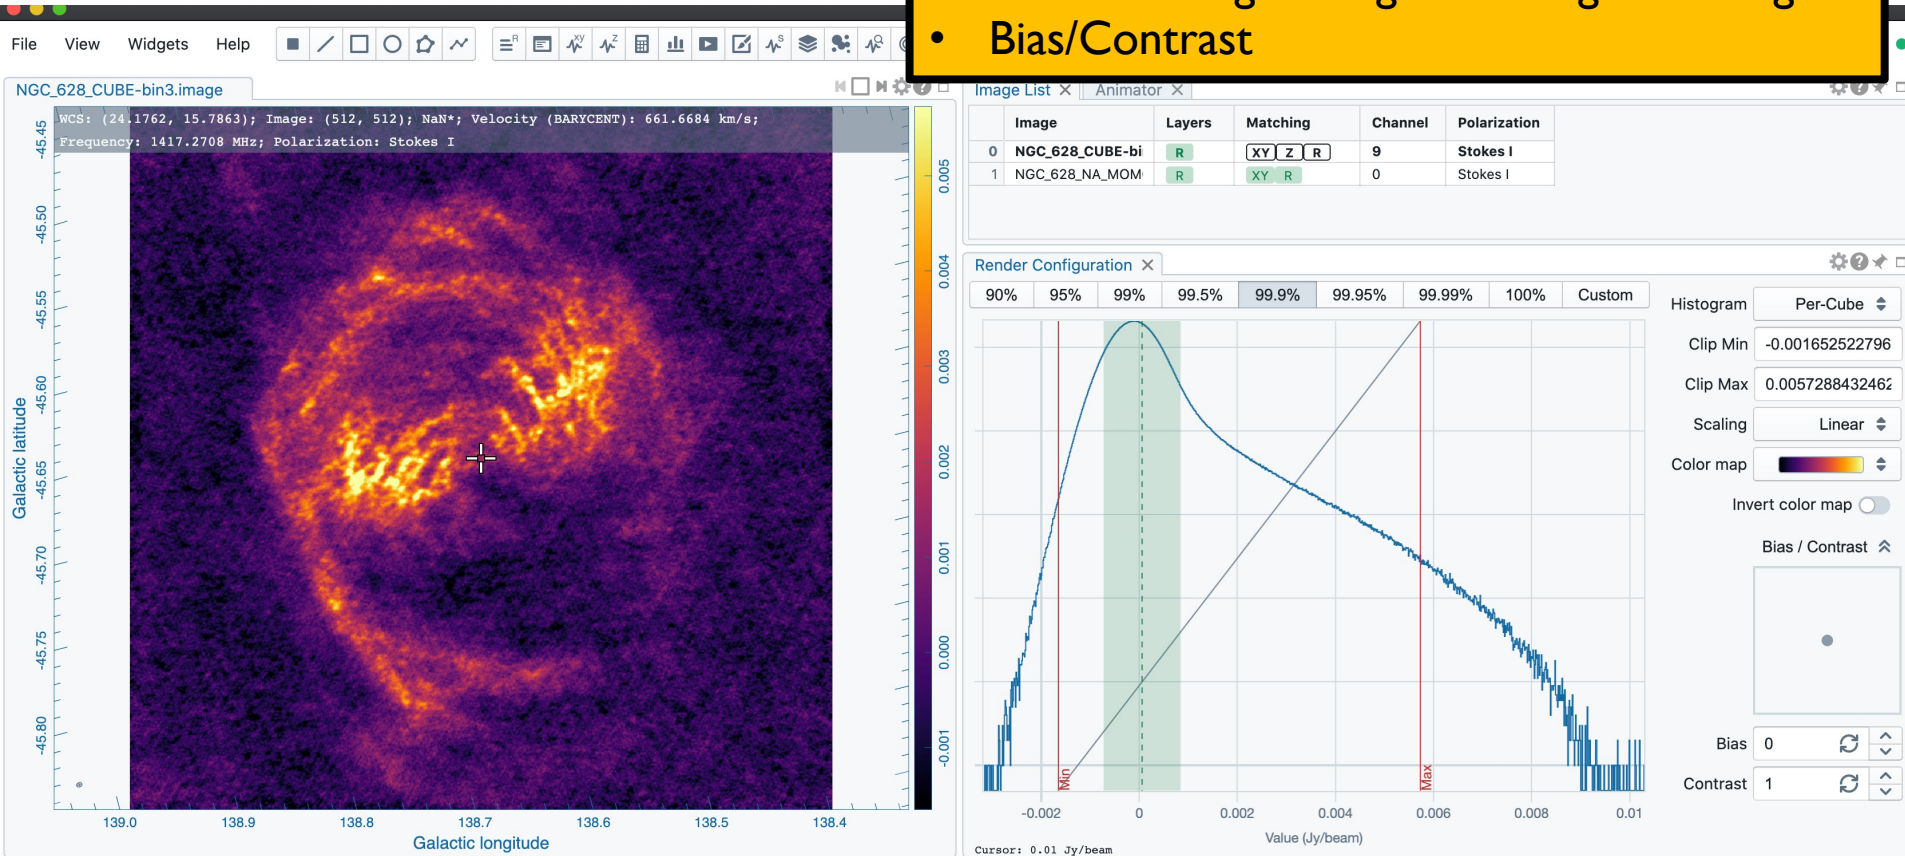 • Bias/Contrast
File View Widgets Help
NGC_628_CUBE-bin3.image
WCS: (24.1762, 15.7863); Image: (512, 512); NaN*; Velocity (BARYCENT): 661.6684 km/s;
Frequency: 1417.2708 MHz; Polarization: Stokes I
-45.45
-45.50
-45.55
-45.60
-45.65
-45.70
-45.75
-45.80
Galactic latitude
139.0 138.9 138.8 138.7 138.6 138.5 138.4
Galactic longitude
0.005
0.004
0.003
0.002
0.001
0.000
-0.001
Image List Animator
Image Layers Matching Channel Polarization
0 NGC_628_CUBE-bi R XY Z R 9 Stokes I
1 NGC_628_NA_MOM R XY R 0 Stokes I
Render Configuration
90% 95% 99% 99.5% 99.9% 99.95% 99.99% 100% Custom
Histogram Per-Cube
Clip Min -0.001652522796
Clip Max 0.0057288432462
Scaling Linear
Color map
Invert color map
Bias / Contrast
Bias 0
Contrast 1
Min
Max
-0.002 0 0.002 0.004 0.006 0.008 0.01
Value (Jy/beam)
Cursor: 0.01 Jy/beam